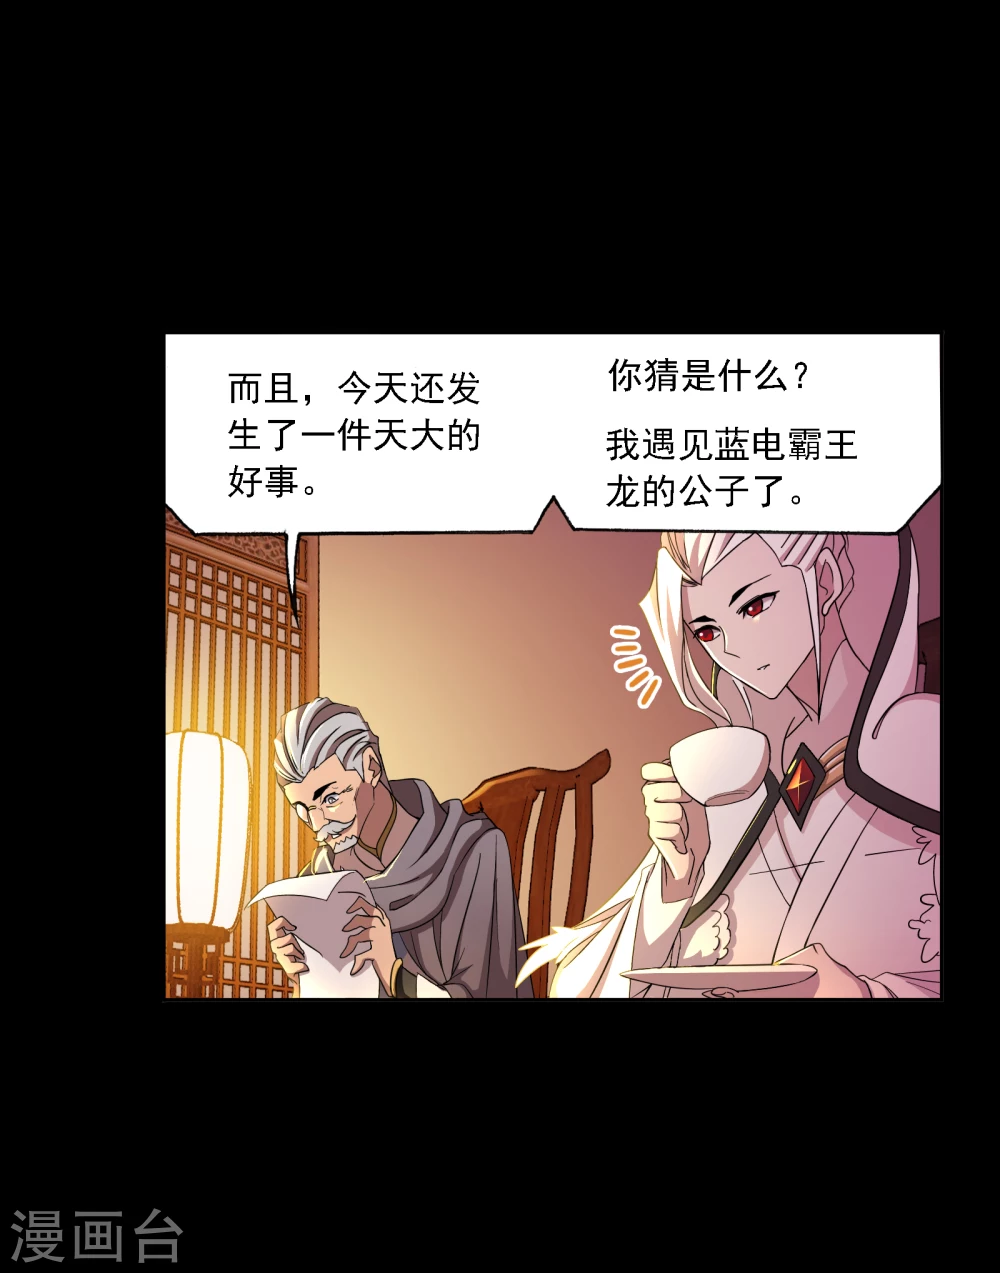 而且，今天还发
生了一件天大的
好事。
你猜是什么？
我遇见蓝电霸王
龙的公子了。
漫画台